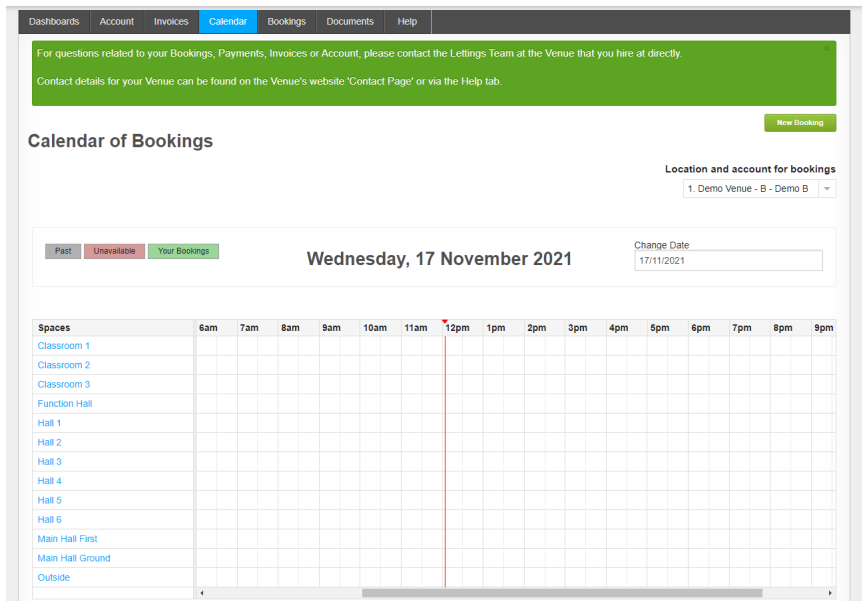 Dashboards Account Invoices Calendar Bookings Documents Help
For questions related to your Bookings, Payments, Invoices or Account, please contact the Lettings Team at the Venue that you hire at directly.
×
Contact details for your Venue can be found on the Venue's website 'Contact Page' or via the Help tab.
New Booking
Calendar of Bookings
Location and account for bookings
1. Demo Venue - B - Demo B
Past Unavailable Your Bookings
Wednesday, 17 November 2021
Change Date
17/11/2021
Spaces 6am 7am 8am 9am 10am 11am 12pm 1pm 2pm 3pm 4pm 5pm 6pm 7pm 8pm 9pm
Classroom 1
Classroom 2
Classroom 3
Function Hall
Hall 1
Hall 2
Hall 3
Hall 4
Hall 5
Hall 6
Main Hall First
Main Hall Ground
Outside